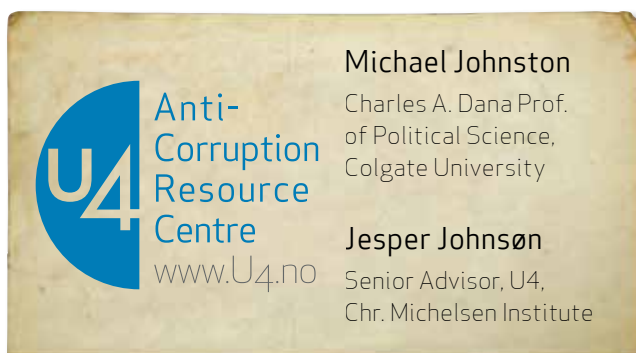 U4
Anti-
Corruption
Resource
Centre
www.U4.no
Michael Johnston
Charles A. Dana Prof.
of Political Science,
Colgate University
Jesper Johnsøn
Senior Advisor, U4,
Chr. Michelsen Institute